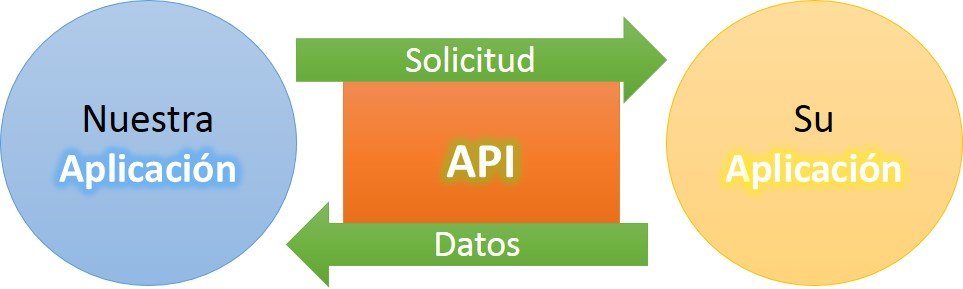 Solicitud
Nuestra
Aplicación
API
Su
Aplicación
Datos